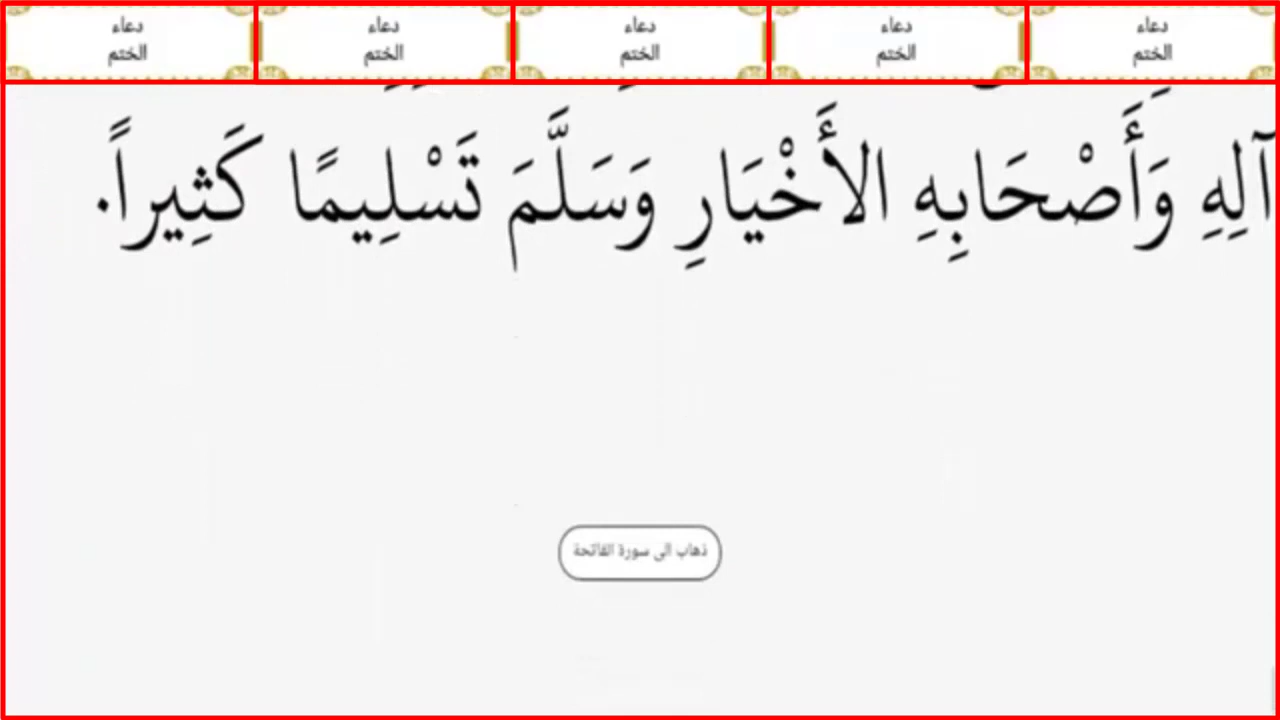 دعاء
الختم
دعاء
الختم
دعاء
الختم
دعاء
الختم
دعاء
الختم
آلِهِ وَأَصْحَابِهِ الأَخْيَارِ وَسَلَّمَ تَسْلِيمًا كَثِيراً.
ذهاب الى سورة الفاتحة